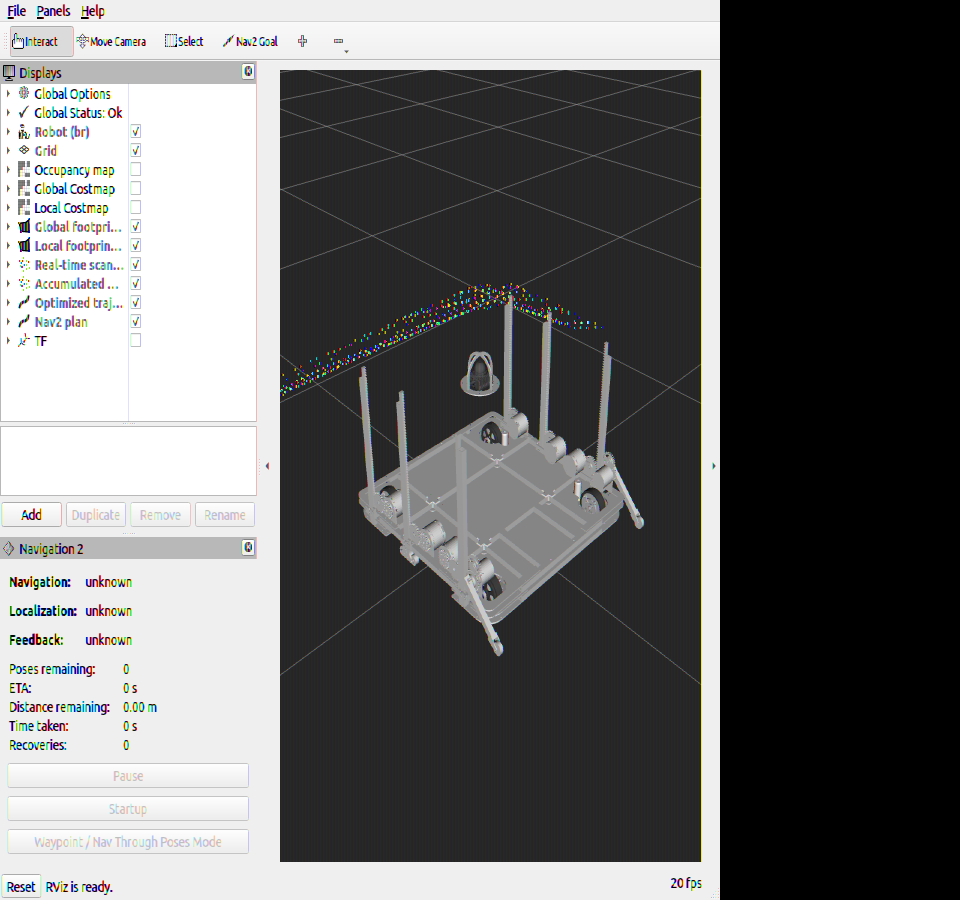 File Panels Help
Interact Move Camera Select Nav2 Goal
Displays
Global Options
Global Status: Ok
Robot (br)
Grid
Occupancy map
Global Costmap
Local Costmap
Global footpri...
Local footprin...
Real-time scan...
Accumulated ...
Optimized traj...
Nav2 plan
TF
Add Duplicate Remove Rename
Navigation 2
Navigation: unknown
Localization: unknown
Feedback: unknown
Poses remaining: 0
ETA: 0 s
Distance remaining: 0.00 m
Time taken: 0 s
Recoveries: 0
Pause
Startup
Waypoint / Nav Through Poses Mode
Reset RViz is ready. 20 fps